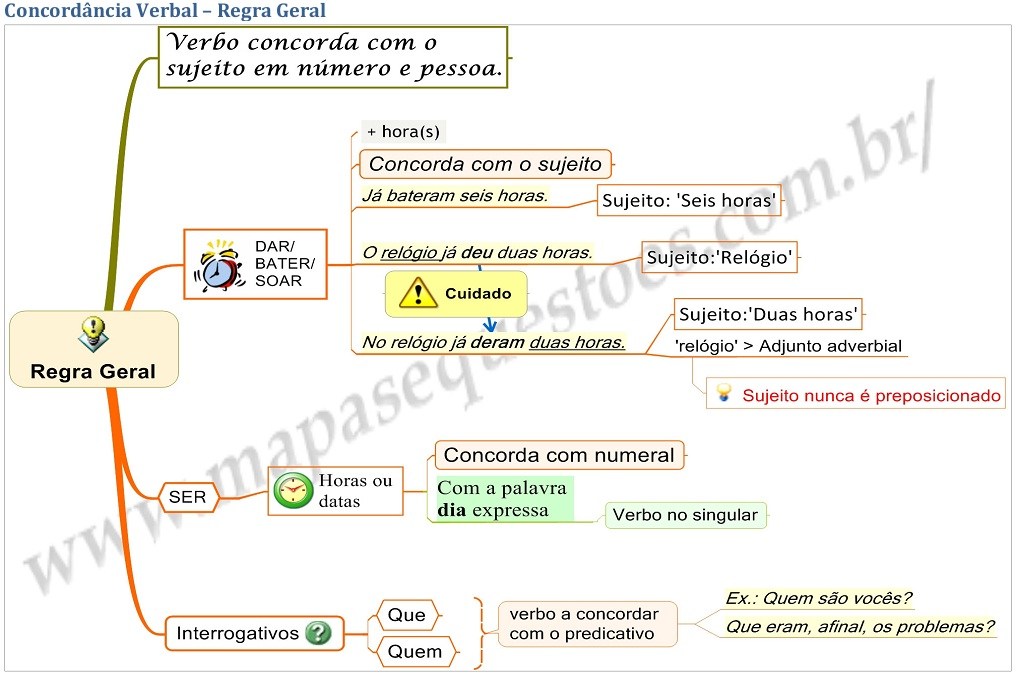 Concordância Verbal – Regra Geral
Verbo concorda com o
sujeito em número e pessoa.
+ hora(s)
Concorda com o sujeito
Já bateram seis horas.
Sujeito: 'Seis horas'
DAR/
BATER/
SOAR
O relógio já deu duas horas.
Sujeito:'Relógio'
Cuidado
No relógio já deram duas horas.
Sujeito:'Duas horas'
'relógio' > Adjunto adverbial
Sujeito nunca é preposicionado
Regra Geral
SER
Horas ou
datas
Concorda com numeral
Com a palavra
dia expressa
Verbo no singular
Interrogativos
Que
Quem
verbo a concordar
com o predicativo
Ex.: Quem são vocês?
Que eram, afinal, os problemas?
www.mapasequestoes.com.br/